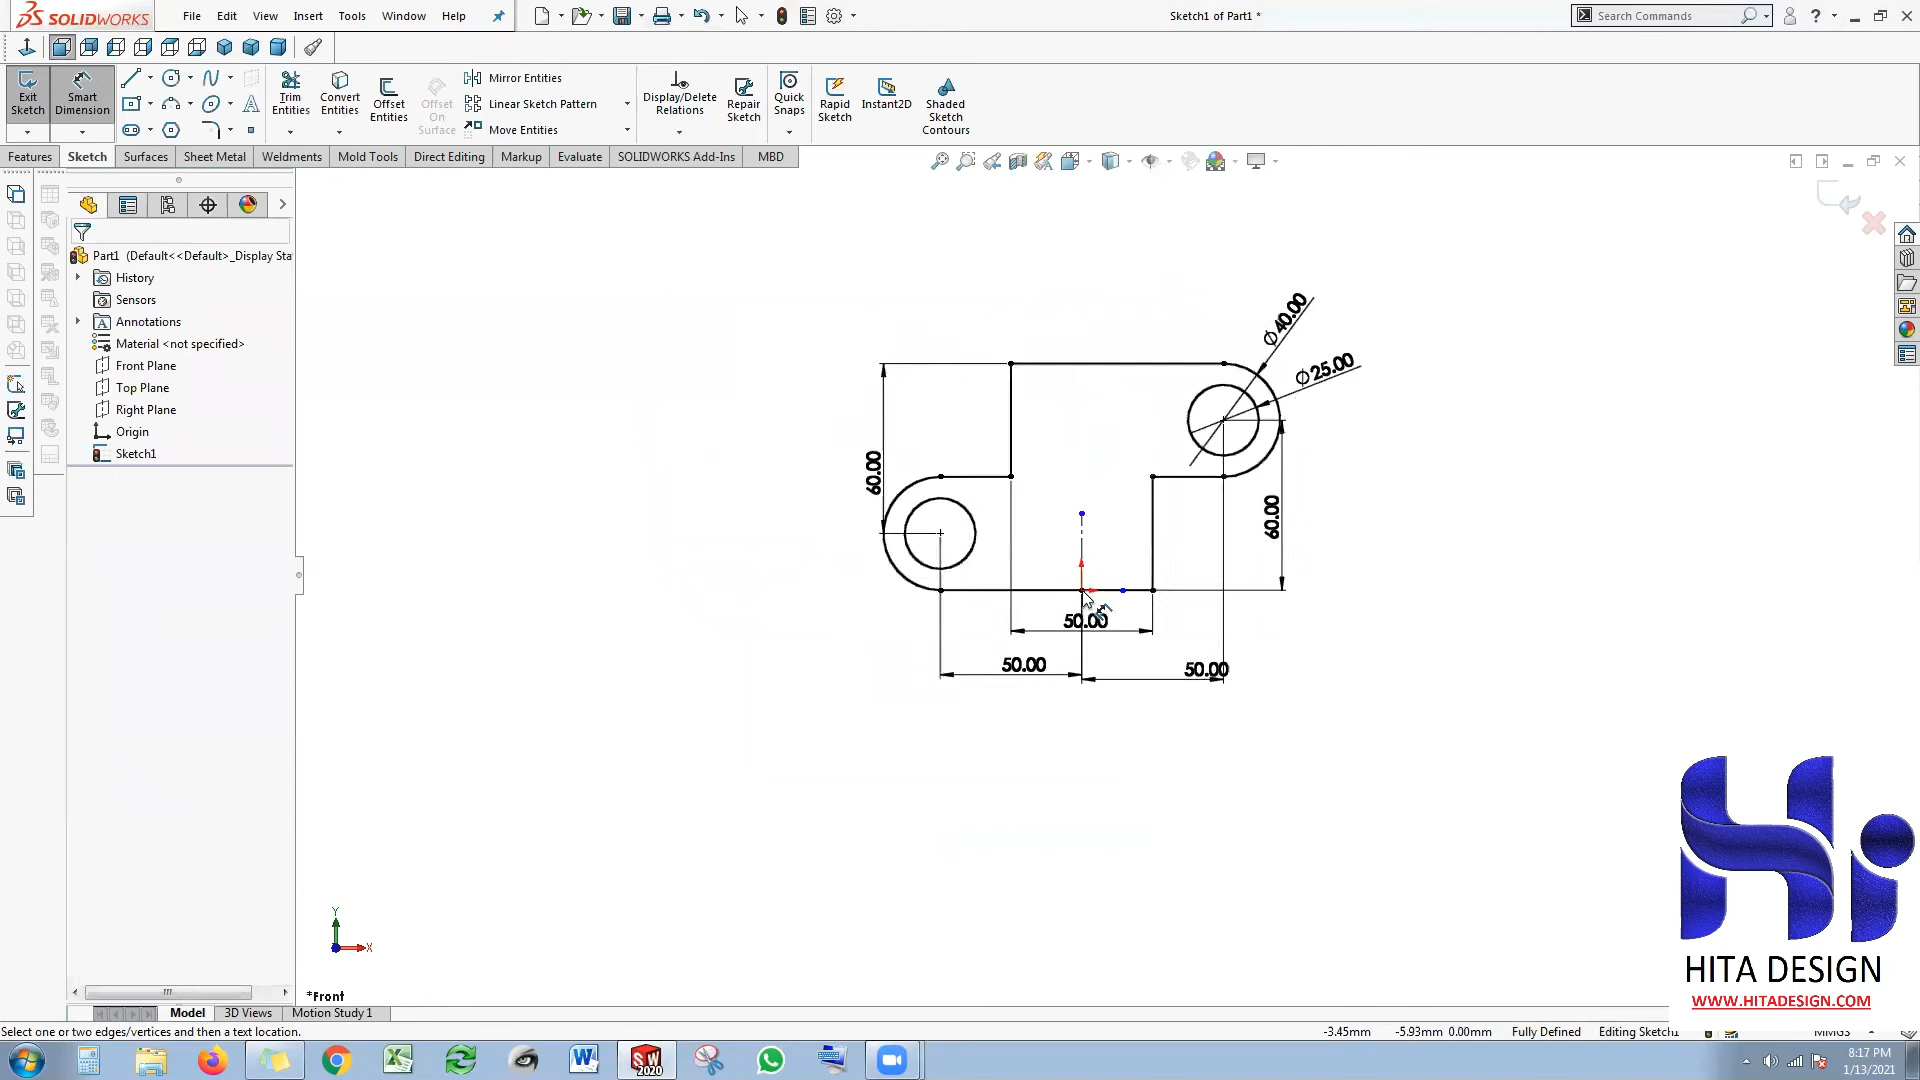 SOLIDWORKS File Edit View Insert Tools Window Help
Sketch1 of Part1 *
Search Commands
Exit Sketch
Smart Dimension
Trim Entities
Convert Entities
Offset Entities
Offset On Surface
Mirror Entities
Linear Sketch Pattern
Move Entities
Display/Delete Relations
Repair Sketch
Quick Snaps
Rapid Sketch
Instant2D
Shaded Sketch Contours
Features Sketch Surfaces Sheet Metal Weldments Mold Tools Direct Editing Markup Evaluate SOLIDWORKS Add-Ins MBD
Part1 (Default<<Default>_Display Sta
History
Sensors
Annotations
Material <not specified>
Front Plane
Top Plane
Right Plane
Origin
Sketch1
Ø40.00
Ø25.00
60.00
60.00
50.00
50.00
50.00
Y
X
*Front
HITA DESIGN
WWW.HITADESIGN.COM
Model 3D Views Motion Study 1
Select one or two edges/vertices and then a text location.
-3.45mm -5.93mm 0.00mm Fully Defined Editing Sketch1
8:17 PM
1/13/2021